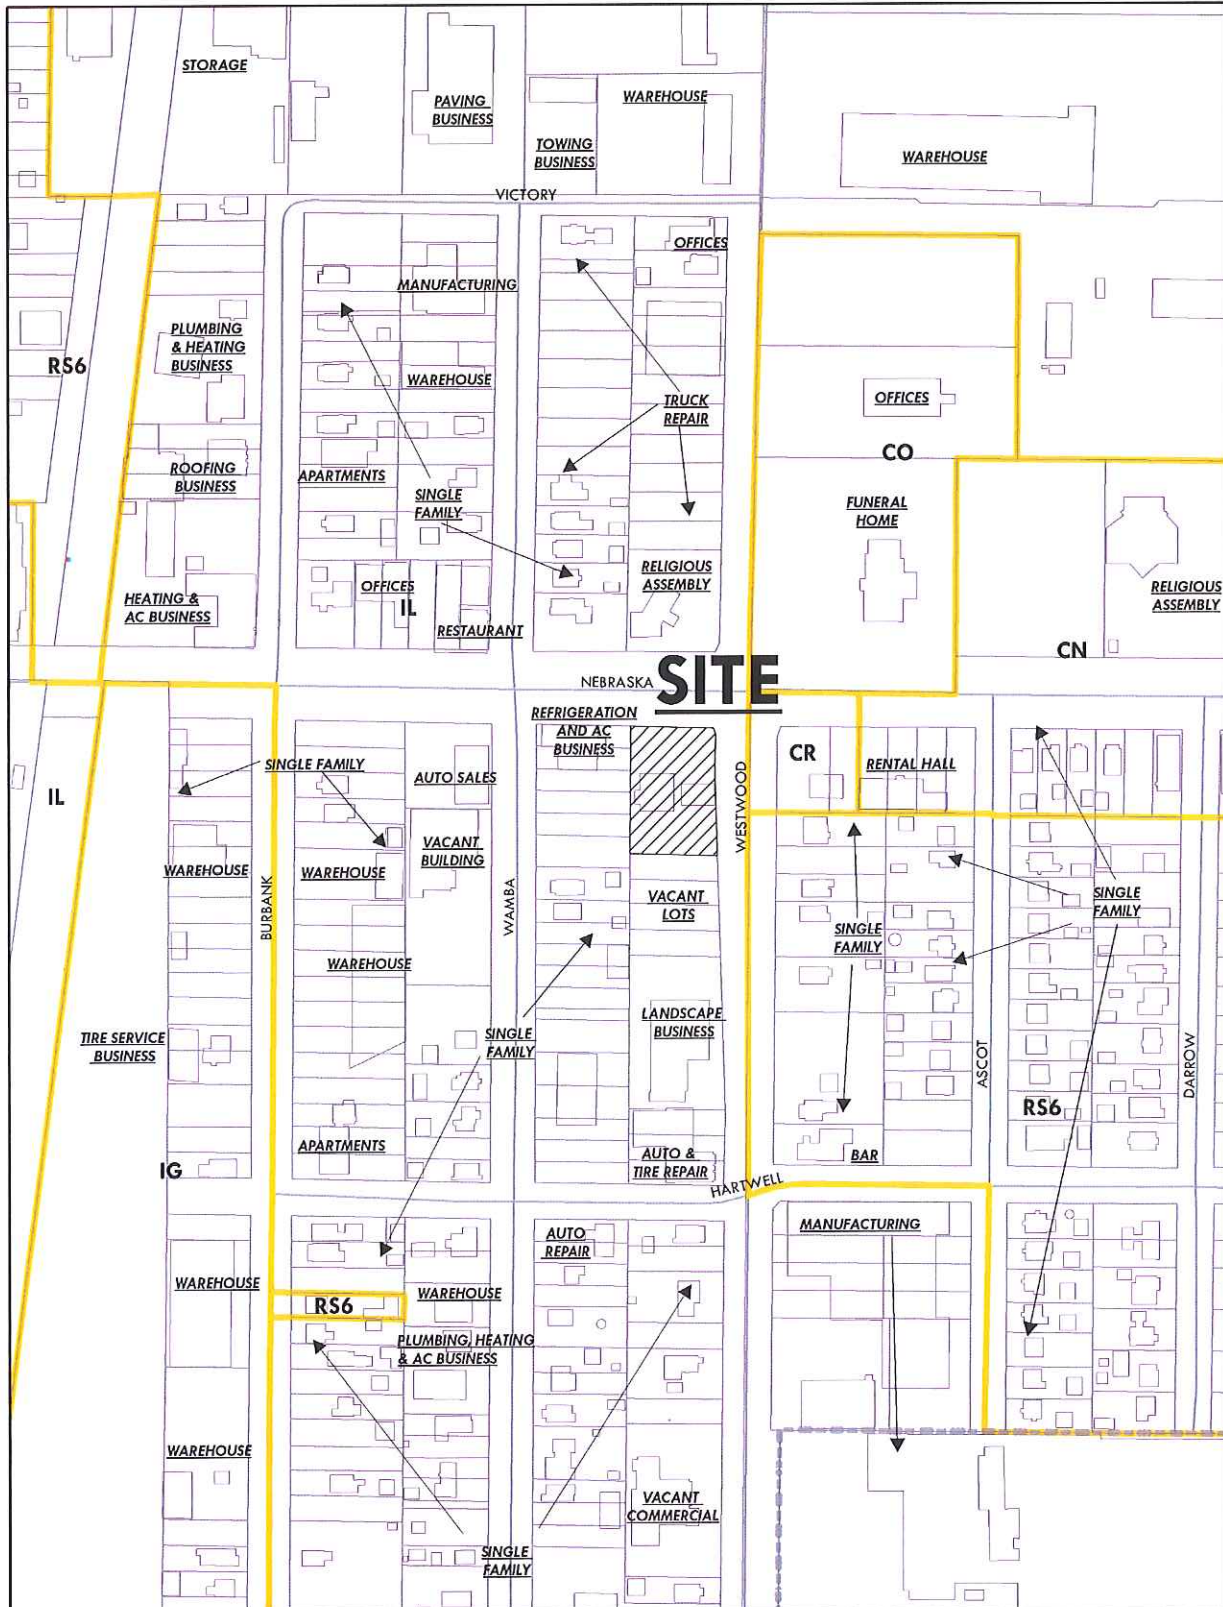 STORAGE
PAVING
BUSINESS
WAREHOUSE
TOWING
BUSINESS
WAREHOUSE
VICTORY
OFFICES
MANUFACTURING
PLUMBING
& HEATING
BUSINESS
RS6
WAREHOUSE
OFFICES
TRUCK
REPAIR
CO
ROOFING
BUSINESS
APARTMENTS
SINGLE
FAMILY
FUNERAL
HOME
RELIGIOUS
ASSEMBLY
OFFICES
IL
HEATING &
AC BUSINESS
RESTAURANT
RELIGIOUS
ASSEMBLY
CN
NEBRASKA
SITE
REFRIGERATION
AND AC
BUSINESS
CR
RENTAL HALL
SINGLE FAMILY
AUTO SALES
IL
WESTWOOD
VACANT
BUILDING
WAREHOUSE
WAREHOUSE
VACANT
LOTS
SINGLE
FAMILY
BURBANK
WAMBA
SINGLE
FAMILY
WAREHOUSE
LANDSCAPE
BUSINESS
TIRE SERVICE
BUSINESS
SINGLE
FAMILY
ASCOT
DARROW
RS6
APARTMENTS
AUTO &
TIRE REPAIR
BAR
IG
HARTWELL
MANUFACTURING
AUTO
REPAIR
WAREHOUSE
WAREHOUSE
RS6
PLUMBING, HEATING
& AC BUSINESS
WAREHOUSE
VACANT
COMMERCIAL
SINGLE
FAMILY